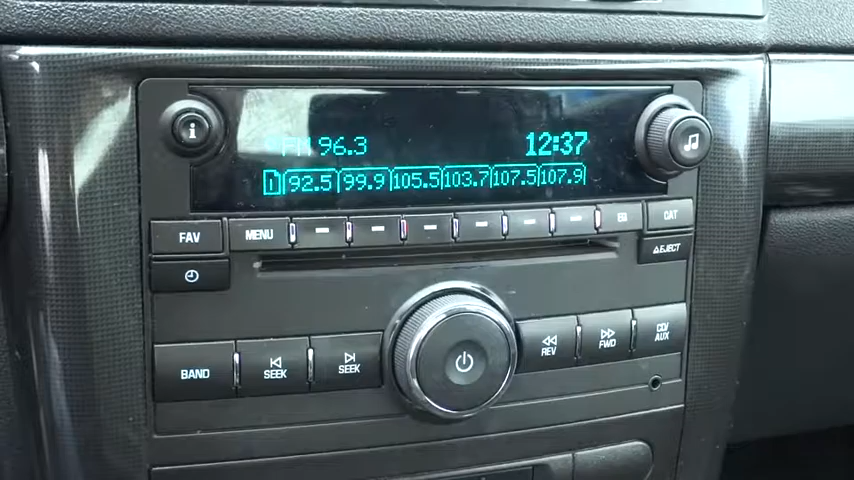 i
FM 96.3 12:37
1 92.5 99.9 105.5 103.7 107.5 107.9
FAV MENU EQ CAT
EJECT
BAND SEEK SEEK REV FWD CD/AUX